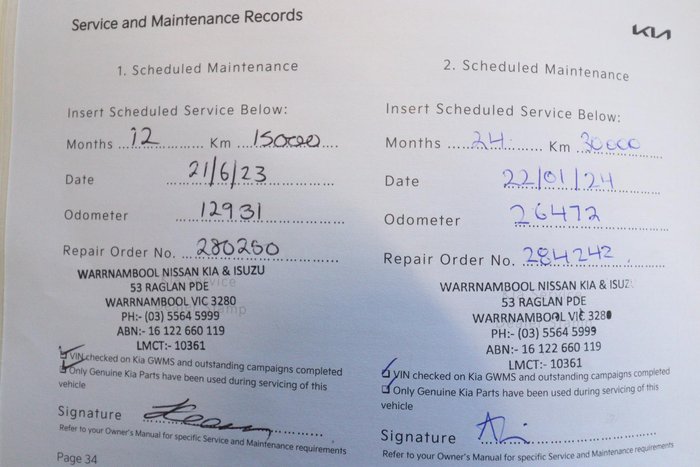 Service and Maintenance Records
KIA
1. Scheduled Maintenance
Insert Scheduled Service Below:
Months 12 Km 15000
Date 21/6/23
Odometer 12931
Repair Order No. 280250
WARRNAMBOOL NISSAN KIA & ISUZU
53 RAGLAN PDE
WARRNAMBOOL VIC 3280
PH:- (03) 5564 5999
ABN:- 16 122 660 119
LMCT:- 10361
VIN checked on Kia GWMS and outstanding campaigns completed
Only Genuine Kia Parts have been used during servicing of this
vehicle
Signature
Refer to your Owner's Manual for specific Service and Maintenance requirements
Page 34
2. Scheduled Maintenance
Insert Scheduled Service Below:
Months 24 Km 30000
Date 22/01/24
Odometer 26472
Repair Order No. 284242
WARRNAMBOOL NISSAN KIA & ISUZ
53 RAGLAN PDE
WARRNAMBOOL VIC 3280
PH:- (03) 5564 5999
ABN:- 16 122 660 119
LMCT:- 10361
VIN checked on Kia GWMS and outstanding campaigns completed
Only Genuine Kia Parts have been used during servicing of this
vehicle
Signature
Refer to your Owner's Manual for specific Service and Maintenance requirements